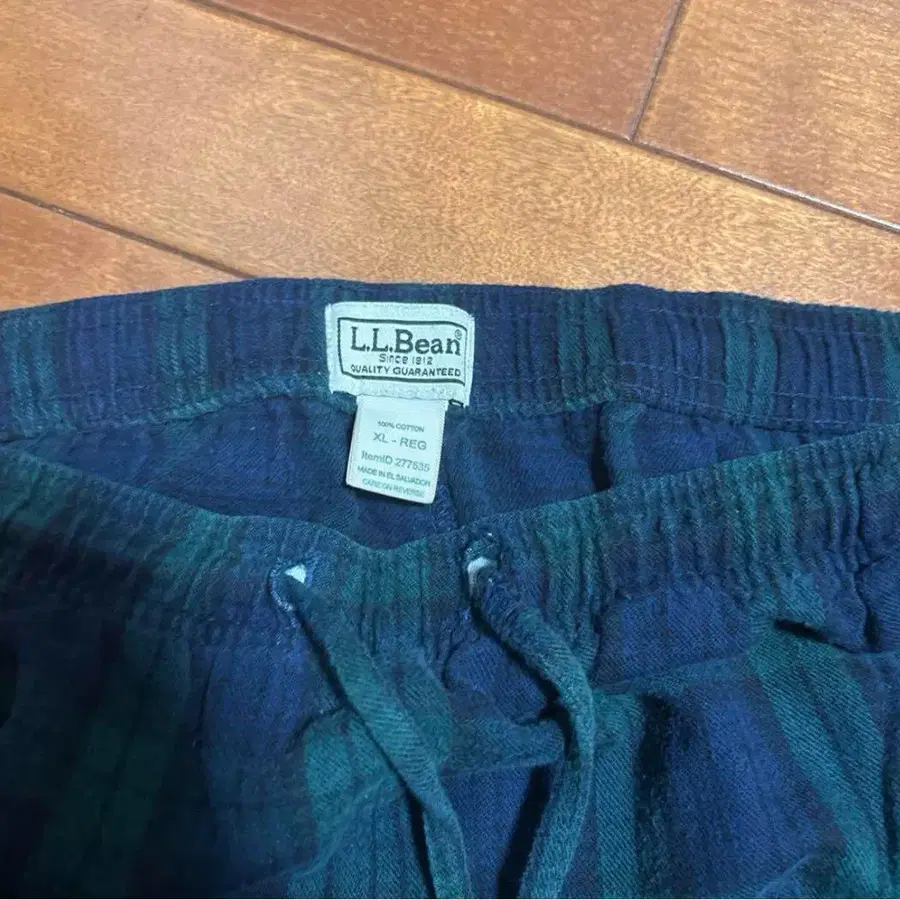 L.L.Bean®
Since 1912
QUALITY GUARANTEED
100% COTTON
XL - REG
ItemID 277535
MADE IN EL SALVADOR
CARE ON REVERSE